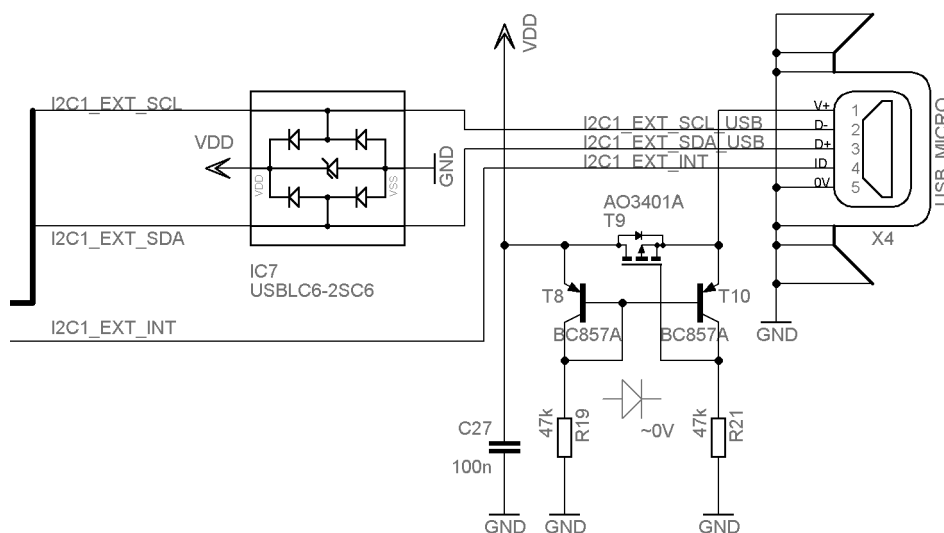 VDD
I2C1_EXT_SCL
VDD
VDD
VSS
GND
I2C1_EXT_SDA
IC7
USBLC6-2SC6
I2C1_EXT_INT
I2C1_EXT_SCL_USB
I2C1_EXT_SDA_USB
I2C1_EXT_INT
V+
1
D-
2
D+
3
ID
4
0V
5
USB_MICRO
X4
GND
AO3401A
T9
T8
T10
BC857A
BC857A
C27
100n
47k
R19
~0V
47k
R21
GND
GND
GND